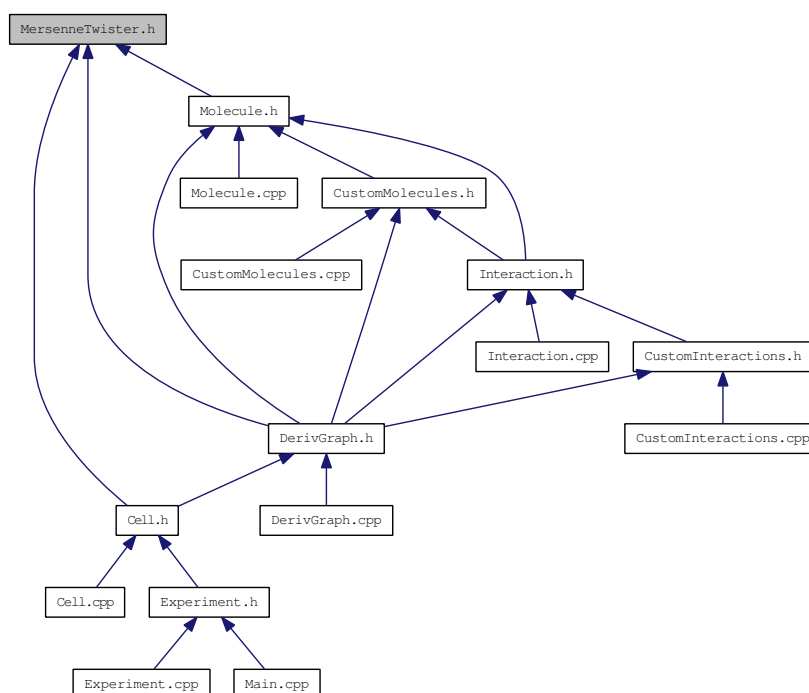 MersenneTwister.h
Molecule.h
Molecule.cpp
CustomMolecules.h
CustomMolecules.cpp
Interaction.h
Interaction.cpp
CustomInteractions.h
DerivGraph.h
CustomInteractions.cpp
Cell.h
DerivGraph.cpp
Cell.cpp
Experiment.h
Experiment.cpp
Main.cpp